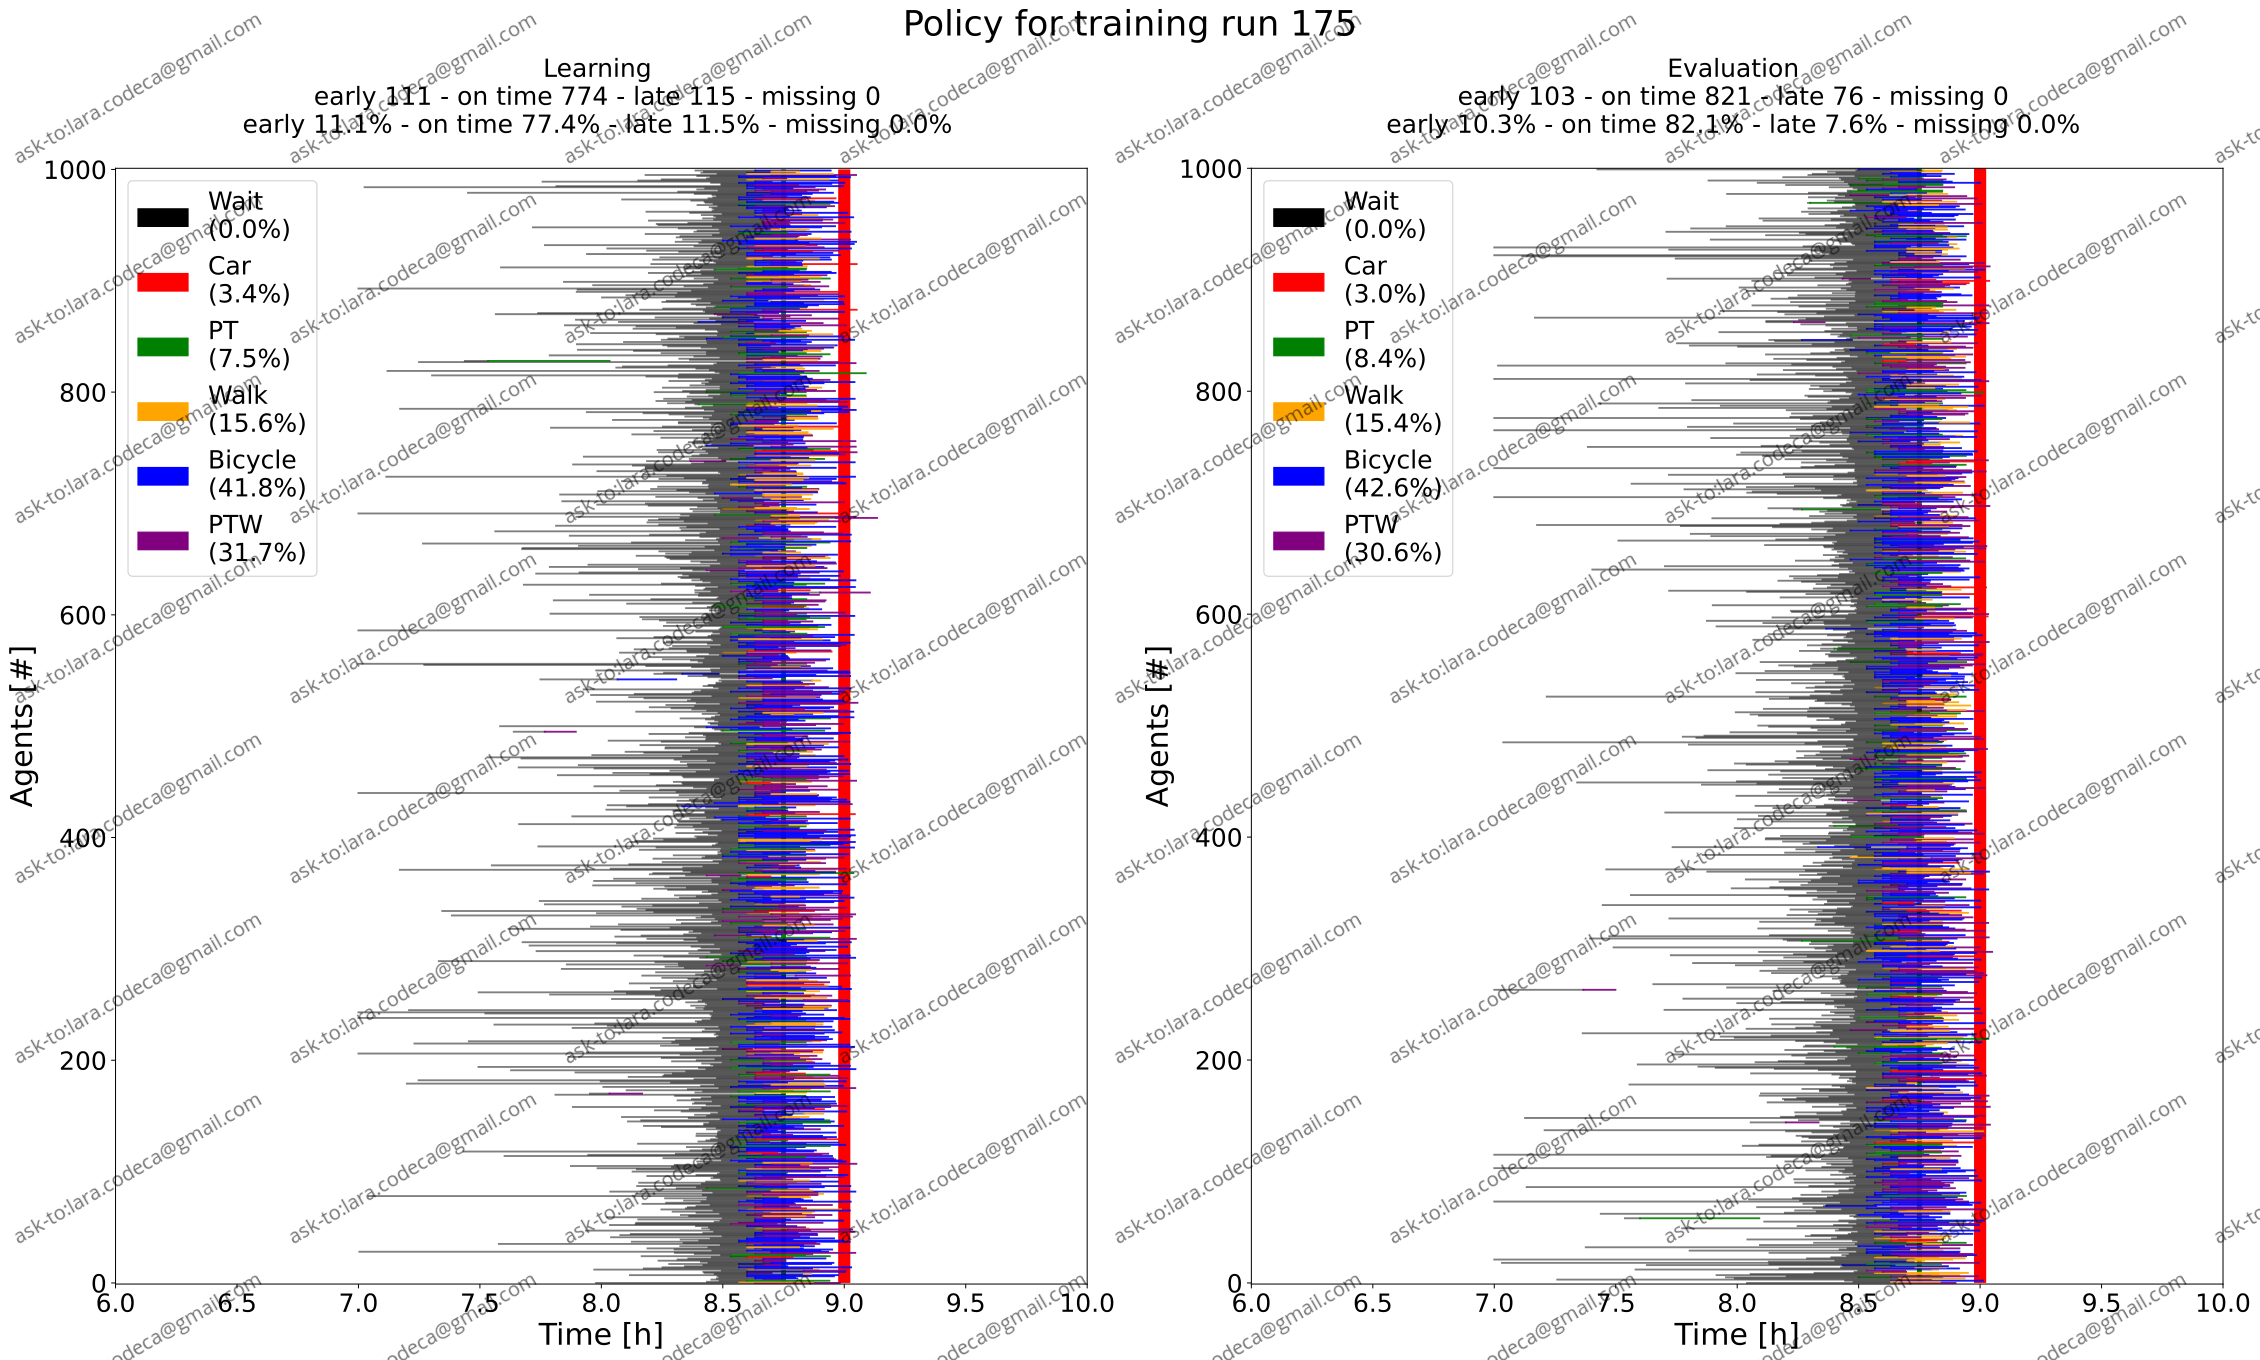 Policy for training run 175
Learning
early 111 - on time 774 - late 115 - missing 0
early 11.1% - on time 77.4% - late 11.5% - missing 0.0%
1000
800
600
400
200
0
Agents [#]
Wait
(0.0%)
Car
(3.4%)
PT
(7.5%)
Walk
(15.6%)
Bicycle
(41.8%)
PTW
(31.7%)
6.0 6.5 7.0 7.5 8.0 8.5 9.0 9.5 10.0
Time [h]
Evaluation
early 103 - on time 821 - late 76 - missing 0
early 10.3% - on time 82.1% - late 7.6% - missing 0.0%
1000
800
600
400
200
0
Agents [#]
Wait
(0.0%)
Car
(3.0%)
PT
(8.4%)
Walk
(15.4%)
Bicycle
(42.6%)
PTW
(30.6%)
6.0 6.5 7.0 7.5 8.0 8.5 9.0 9.5 10.0
Time [h]
ask-to:lara.codeca@gmail.com